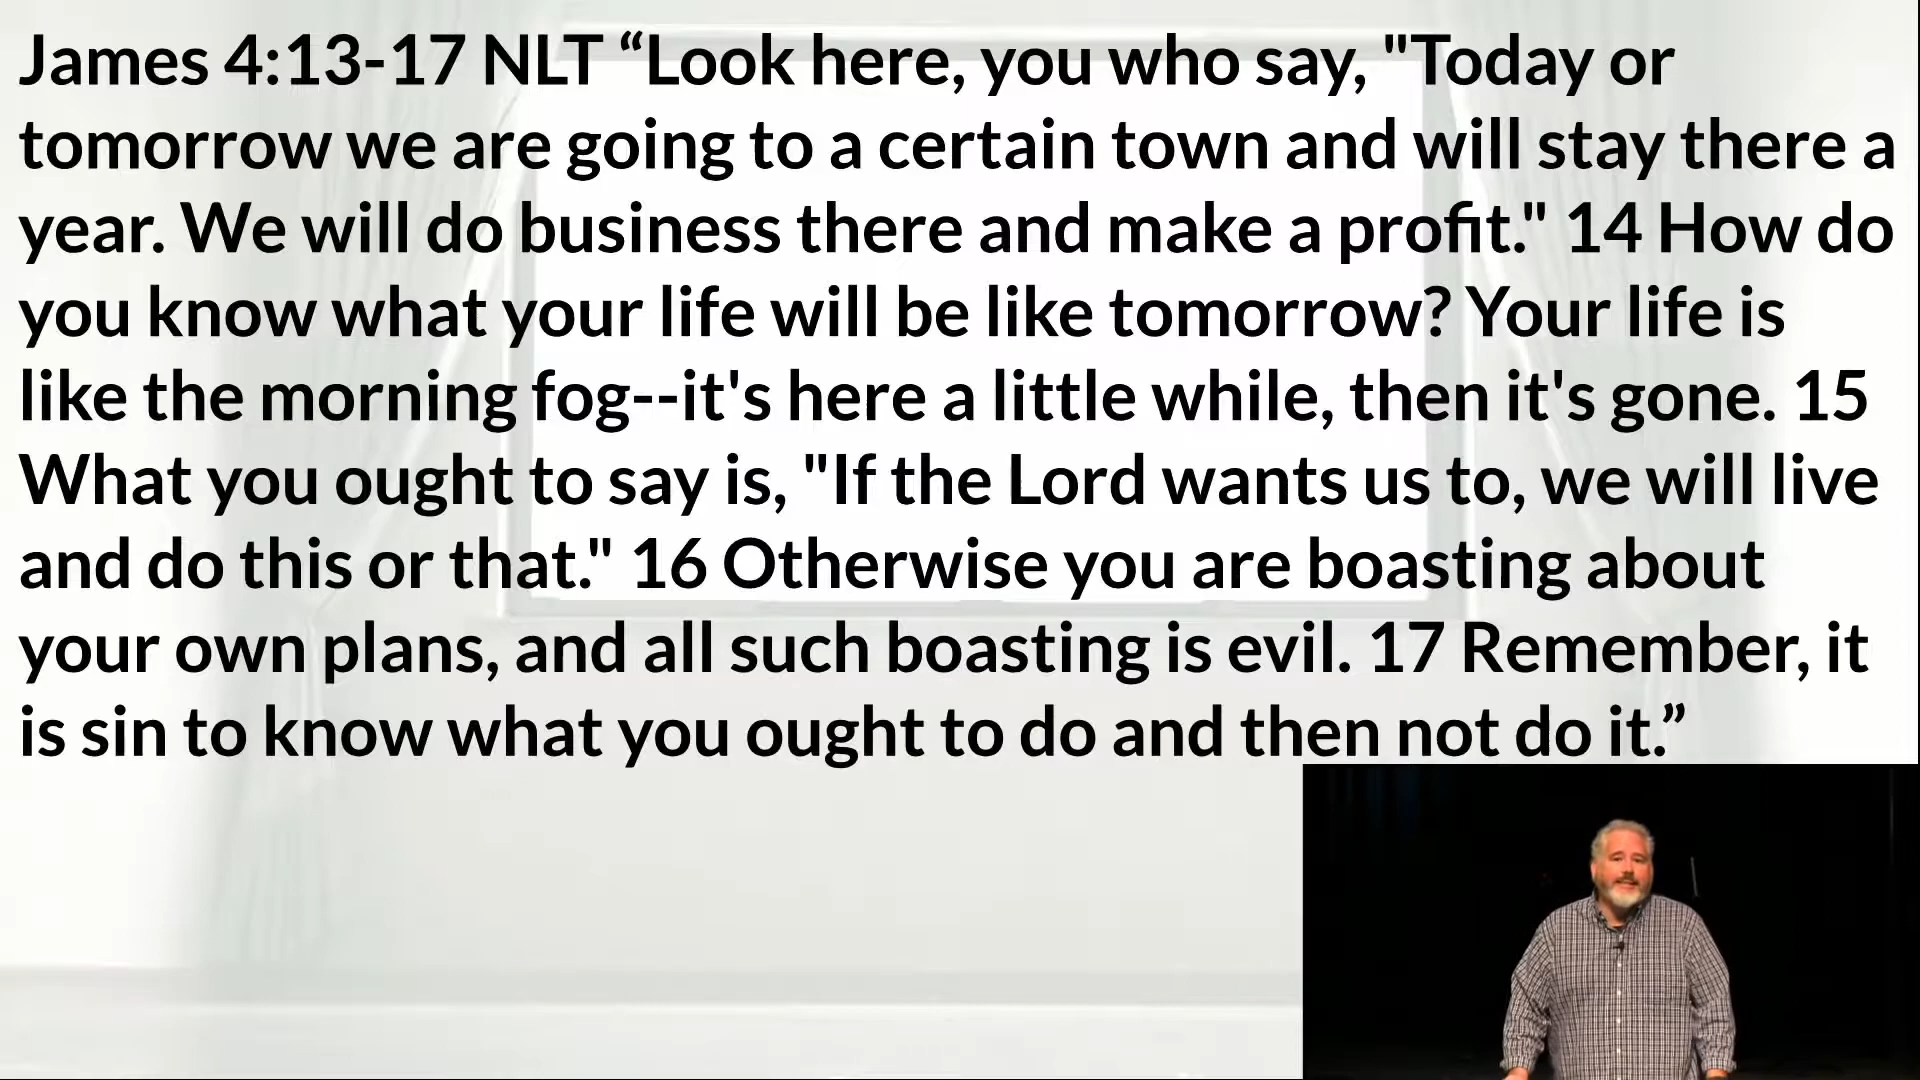 James 4:13-17 NLT “Look here, you who say, "Today or
tomorrow we are going to a certain town and will stay there a
year. We will do business there and make a profit." 14 How do
you know what your life will be like tomorrow? Your life is
like the morning fog--it's here a little while, then it's gone. 15
What you ought to say is, "If the Lord wants us to, we will live
and do this or that." 16 Otherwise you are boasting about
your own plans, and all such boasting is evil. 17 Remember, it
is sin to know what you ought to do and then not do it.”